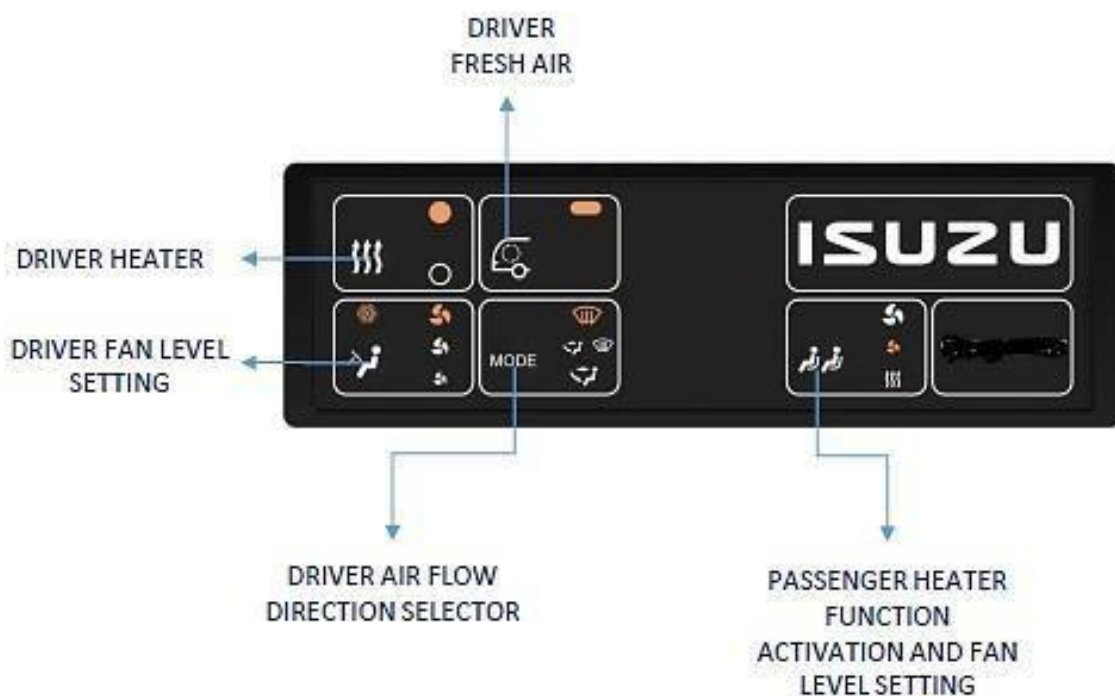 DRIVER
FRESH AIR
DRIVER HEATER
ISUZU
DRIVER FAN LEVEL
SETTING
MODE
DRIVER AIR FLOW
DIRECTION SELECTOR
PASSENGER HEATER
FUNCTION
ACTIVATION AND FAN
LEVEL SETTING